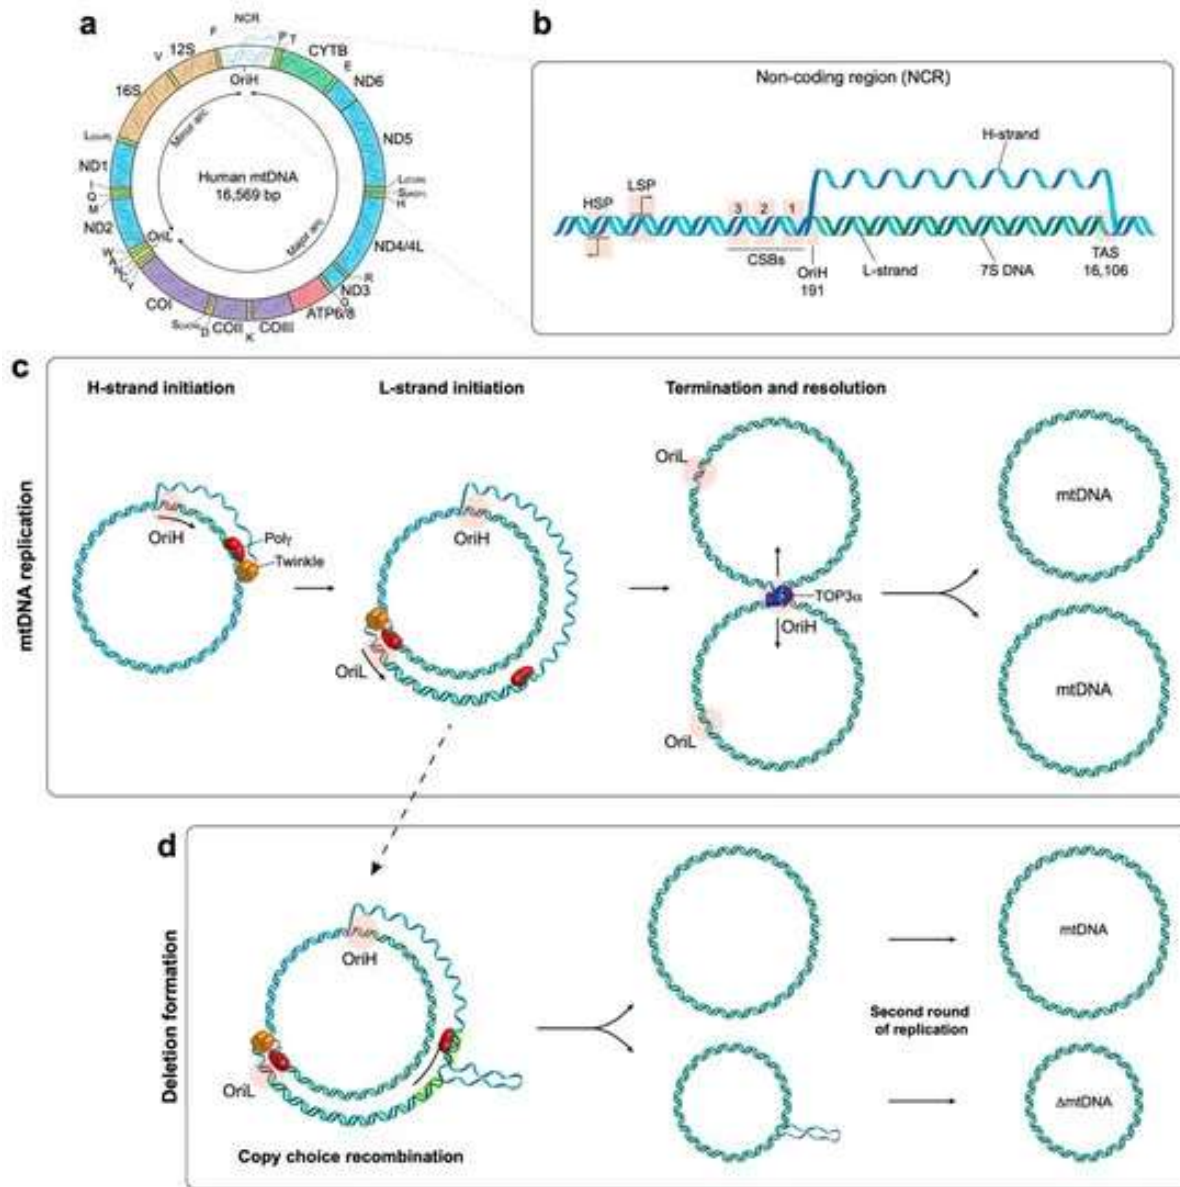 a
NCR
F
P T
V
12S
CYTB
E
ND6
OriH
16S
ND5
Minor arc
L(CUN)
ND1
Human mtDNA
16,569 bp
I
Q
M
H
ND2
OriL
Major arc
ND4/4L
W
A
N
C
Y
R
ND3
G
COI
ATP6/8
D
COII
K
COIII
b
Non-coding region (NCR)
H-strand
LSP
HSP
3 2 1
CSBs
OriH
191
L-strand
7S DNA
TAS
16,106
c
mtDNA replication
H-strand initiation
L-strand initiation
Termination and resolution
OriH
Polγ
Twinkle
OriH
OriL
OriL
TOP3α
OriH
OriL
mtDNA
mtDNA
d
Deletion formation
OriH
OriL
Copy choice recombination
Second round
of replication
mtDNA
ΔmtDNA